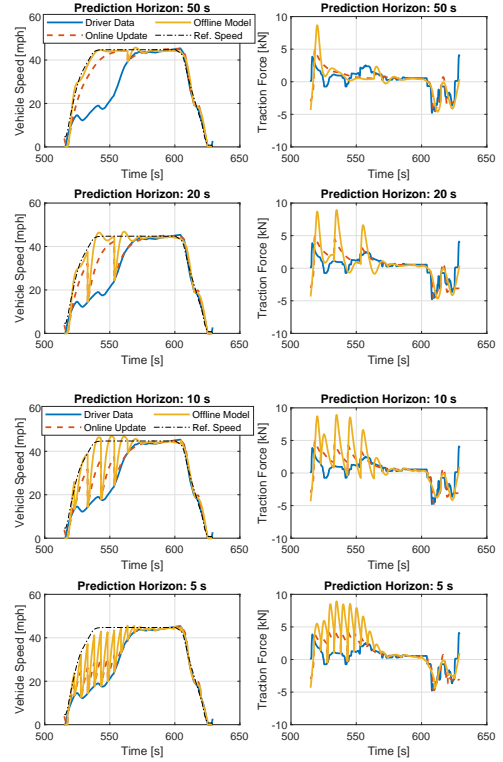 Prediction Horizon: 50 s
Driver Data
Offline Model
Online Update
Ref. Speed
Vehicle Speed [mph]
60
40
20
0
500
550
600
650
Time [s]
Prediction Horizon: 50 s
Traction Force [kN]
10
5
0
-5
-10
500
550
600
650
Time [s]
Prediction Horizon: 20 s
Vehicle Speed [mph]
60
40
20
0
500
550
600
650
Time [s]
Prediction Horizon: 20 s
Traction Force [kN]
10
5
0
-5
-10
500
550
600
650
Time [s]
Prediction Horizon: 10 s
Driver Data
Offline Model
Online Update
Ref. Speed
Vehicle Speed [mph]
60
40
20
0
500
550
600
650
Time [s]
Prediction Horizon: 10 s
Traction Force [kN]
10
5
0
-5
-10
500
550
600
650
Time [s]
Prediction Horizon: 5 s
Vehicle Speed [mph]
60
40
20
0
500
550
600
650
Time [s]
Prediction Horizon: 5 s
Traction Force [kN]
10
5
0
-5
-10
500
550
600
650
Time [s]